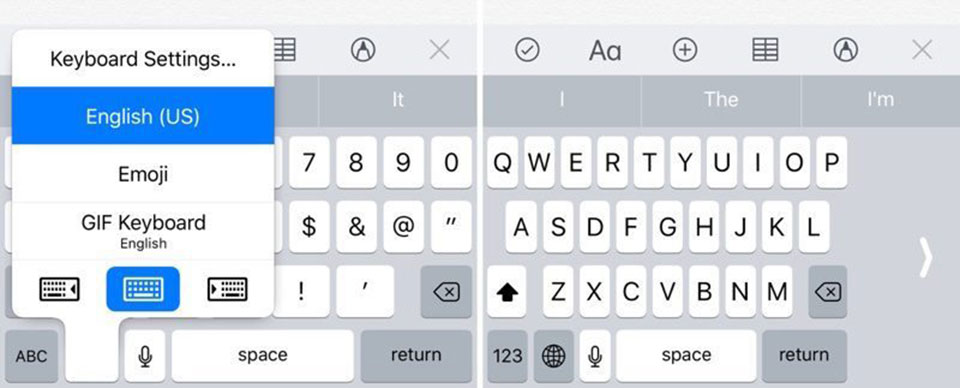 Keyboard Settings...
English (US)
Emoji
GIF Keyboard
English
It
7 8 9 0
$ & @ "
! ’
ABC space return
Aa
I The I'm
Q W E R T Y U I O P
A S D F G H J K L
Z X C V B N M
123 space return